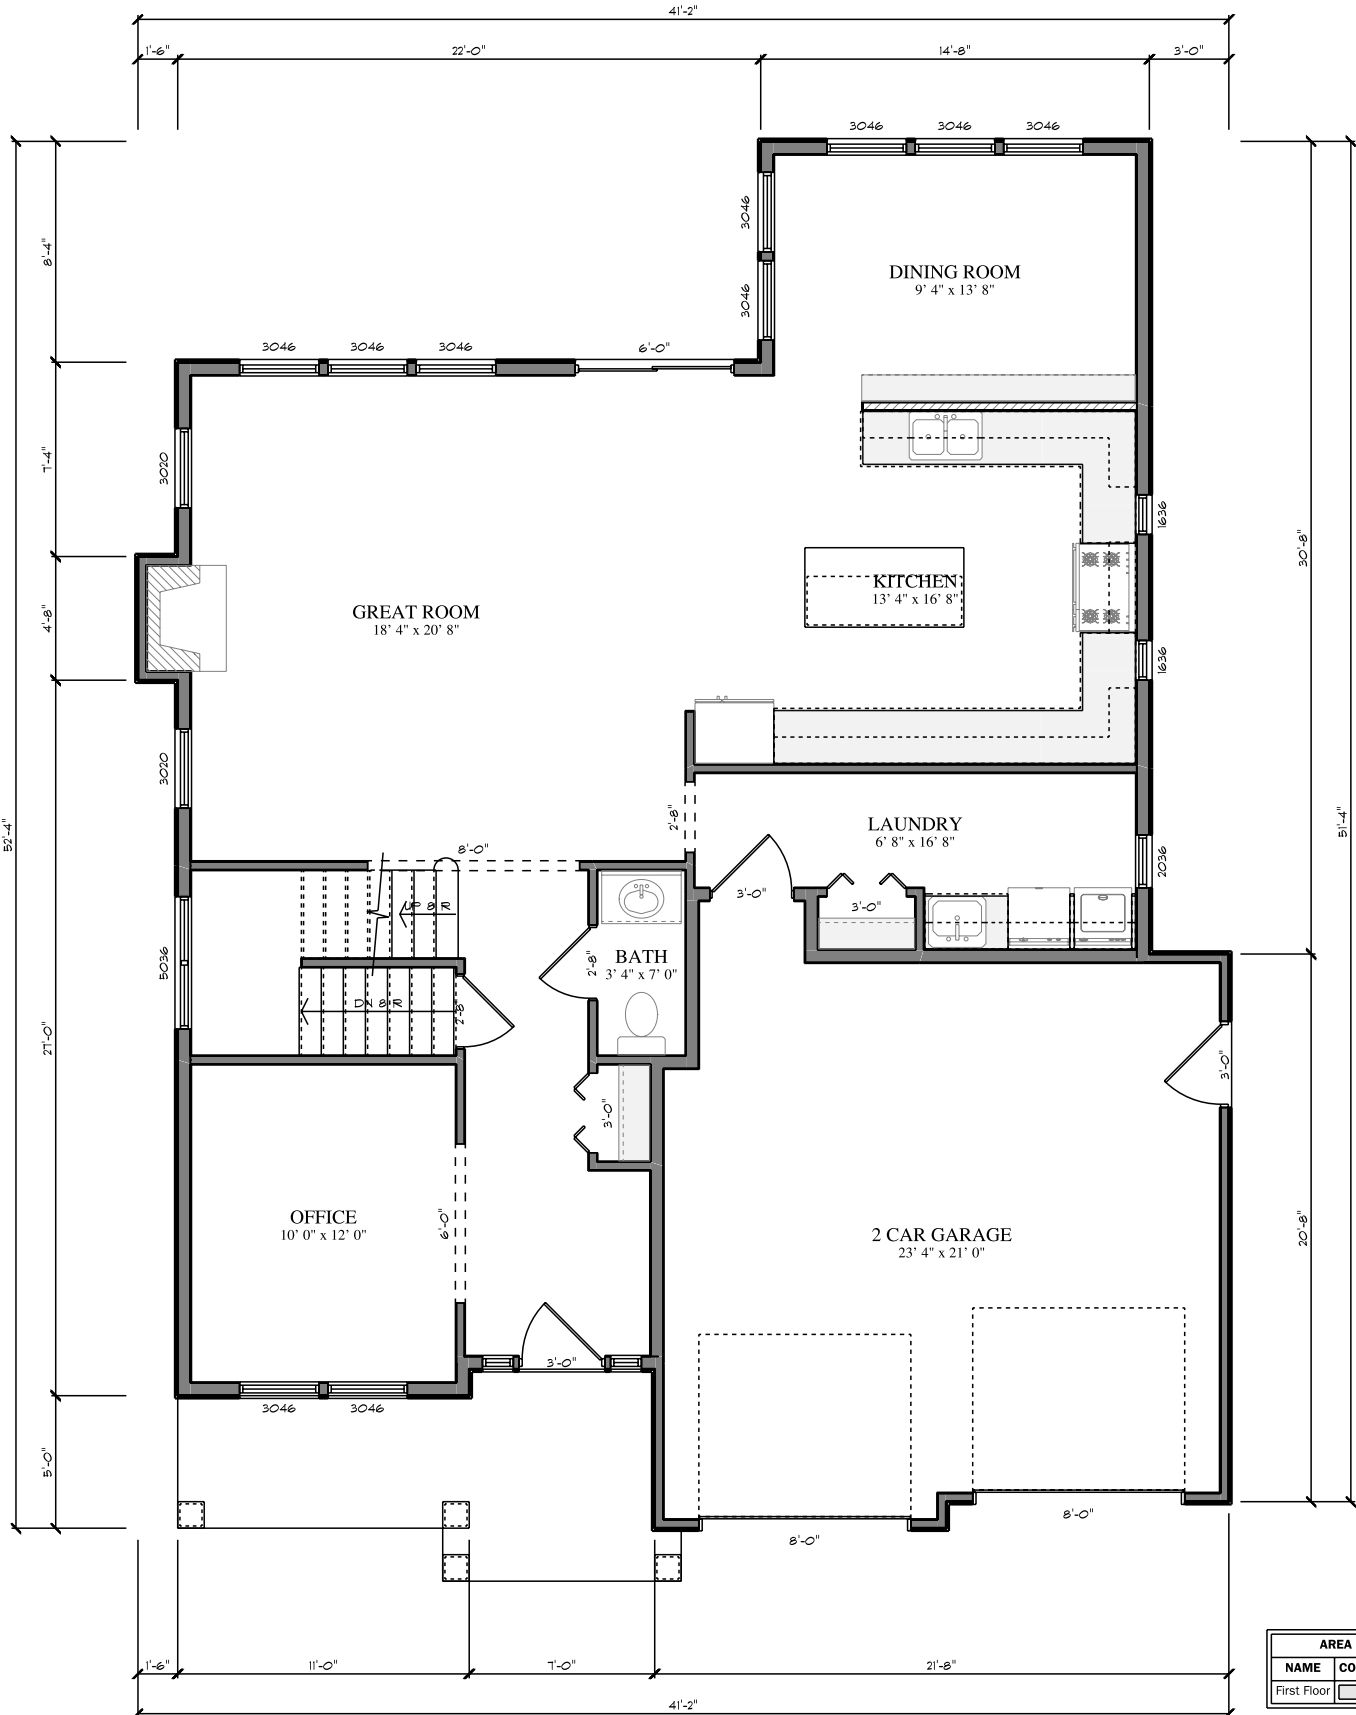 41'-2"
1'-6" 22'-0" 14'-8" 3'-0"
3046 3046 3046
3046
8'-4"
DINING ROOM
9' 4" x 13' 8"
3046
3046 3046 3046 6'-0"
7'-4"
3020
1636
30'-8"
KITCHEN
13' 4" x 16' 8"
GREAT ROOM
18' 4" x 20' 8"
4'-8"
1636
3020
2'-8"
52'-4"
51'-4"
LAUNDRY
6' 8" x 16' 8"
8'-0"
2036
3'-0"
3'-0"
UP 8 R
5036
BATH
3' 4" x 7' 0"
2'-8"
DN 8 R
2'-8
27'-0"
3'-0"
3'-0"
OFFICE
10' 0" x 12' 0"
6'-0"
2 CAR GARAGE
23' 4" x 21' 0"
20'-8"
3'-0"
3046 3046
5'-0"
8'-0"
8'-0"
AREA
NAME CO
First Floor
1'-6" 11'-0" 7'-0" 21'-8"
41'-2"